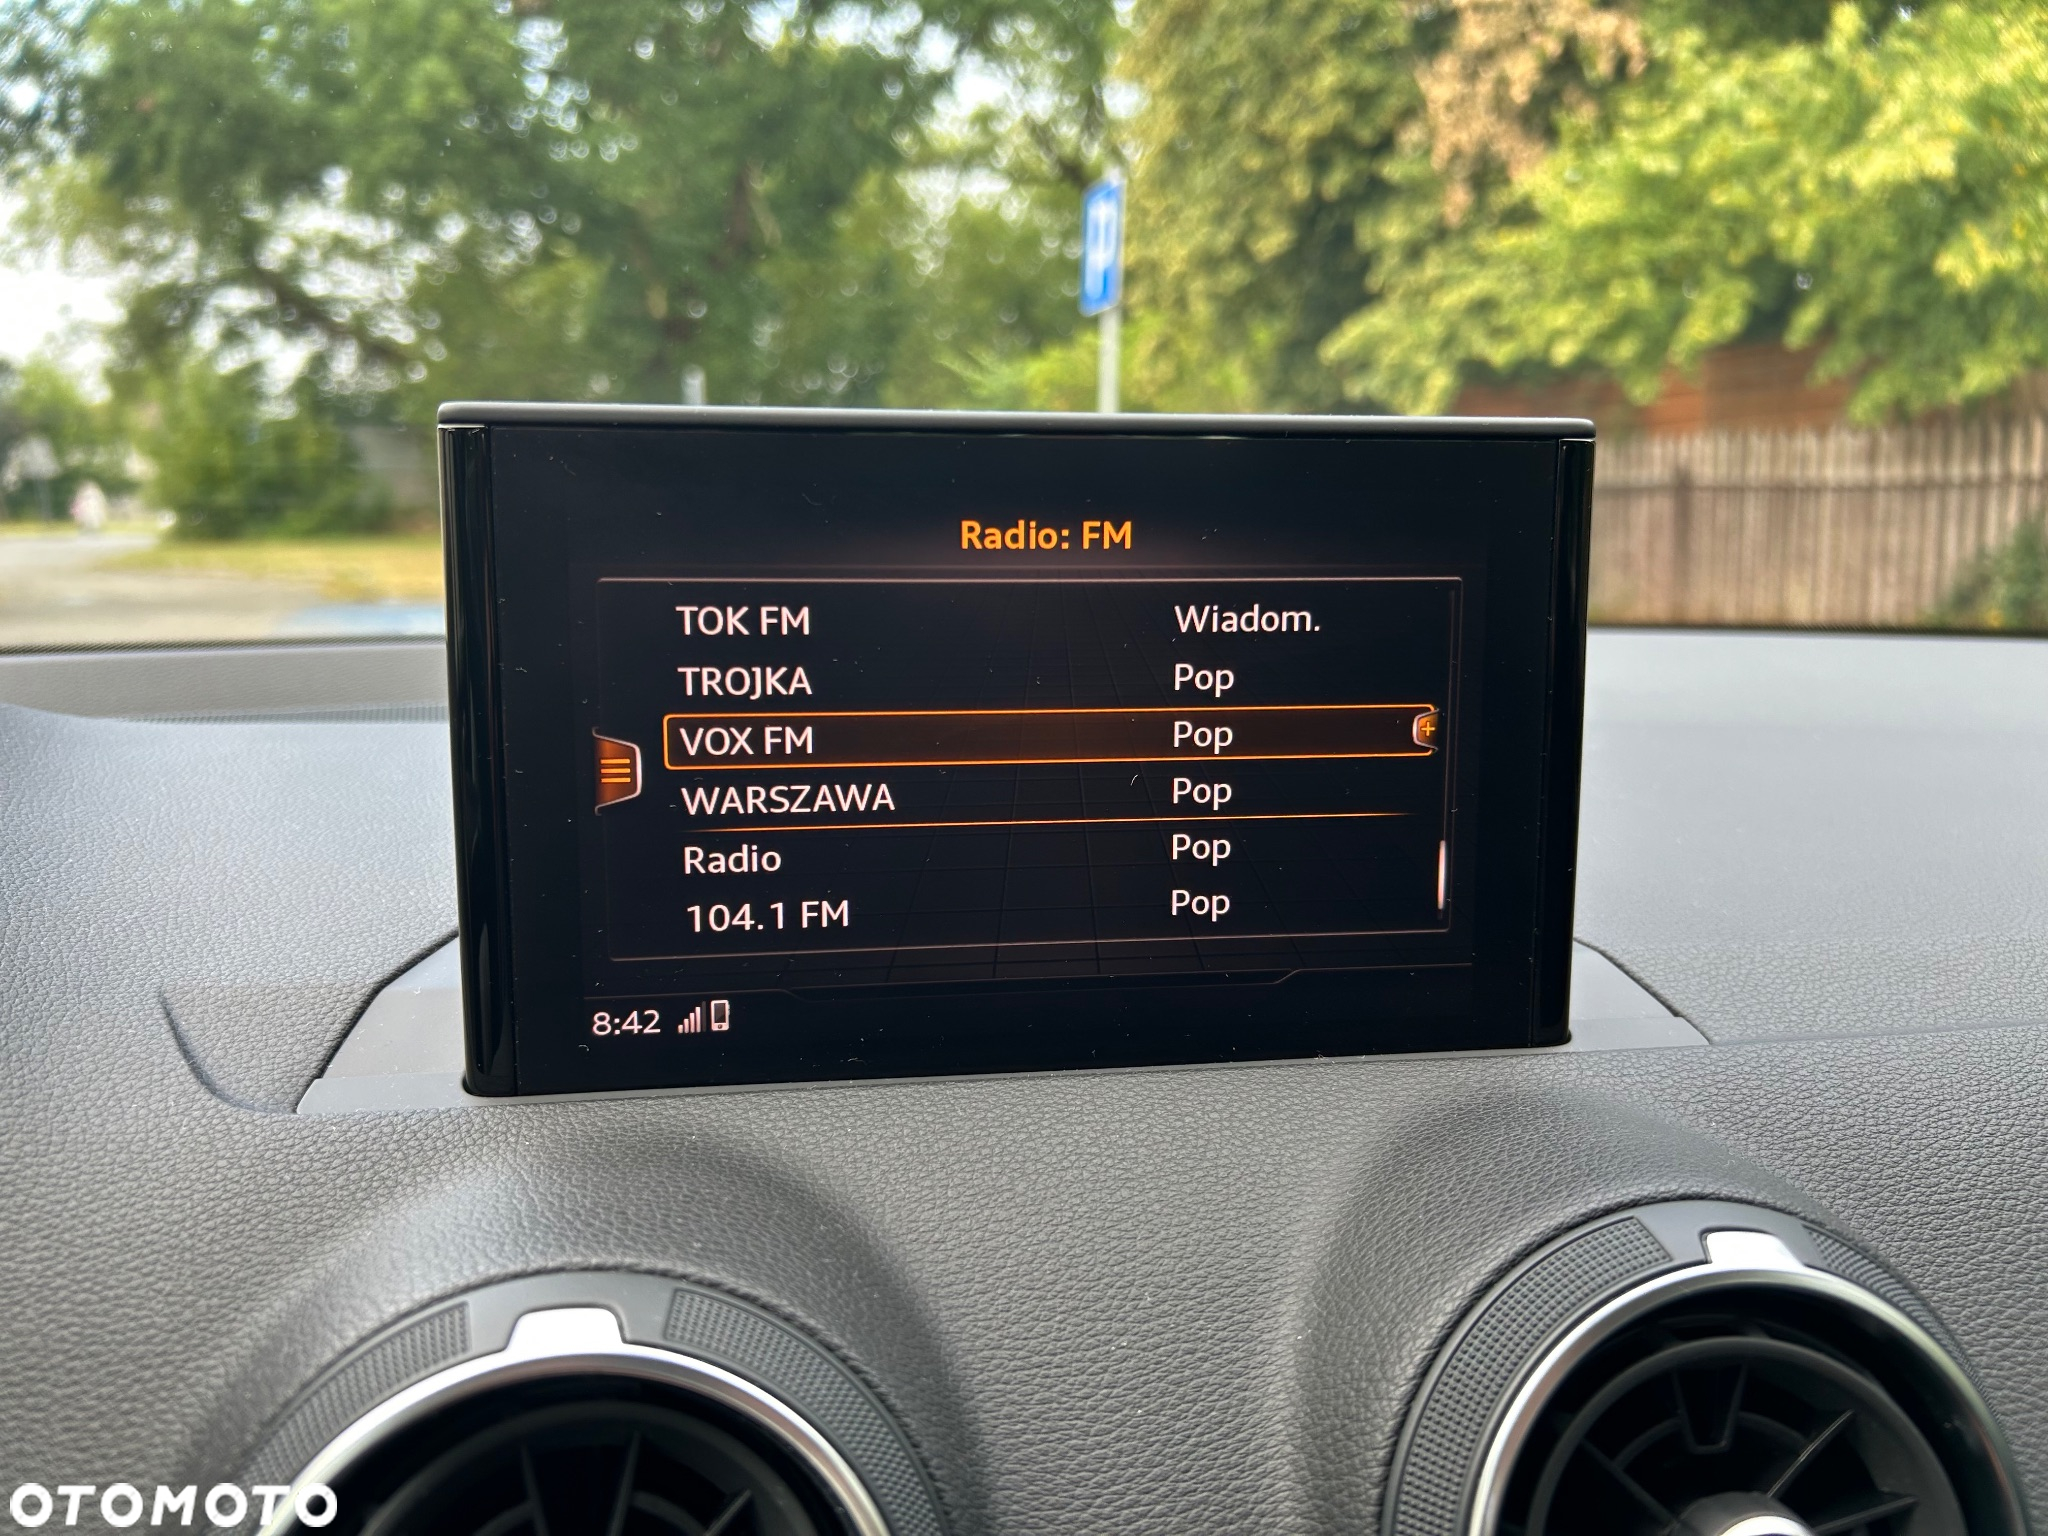 Radio: FM
TOK FM Wiadom.
TROJKA Pop
VOX FM Pop
WARSZAWA Pop
Radio Pop
104.1 FM Pop
8:42
OTOMOTO